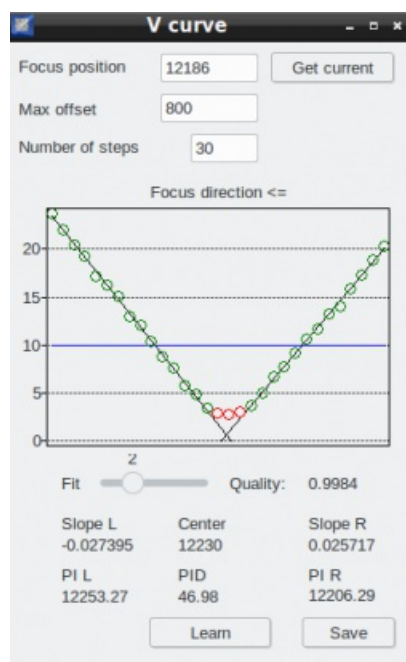 V curve
Focus position 12186 Get current
Max offset 800
Number of steps 30
Focus direction <=
20
15
10
5
0
2
Fit Quality: 0.9984
Slope L Center Slope R
-0.027395 12230 0.025717
PI L PID PI R
12253.27 46.98 12206.29
Learn Save